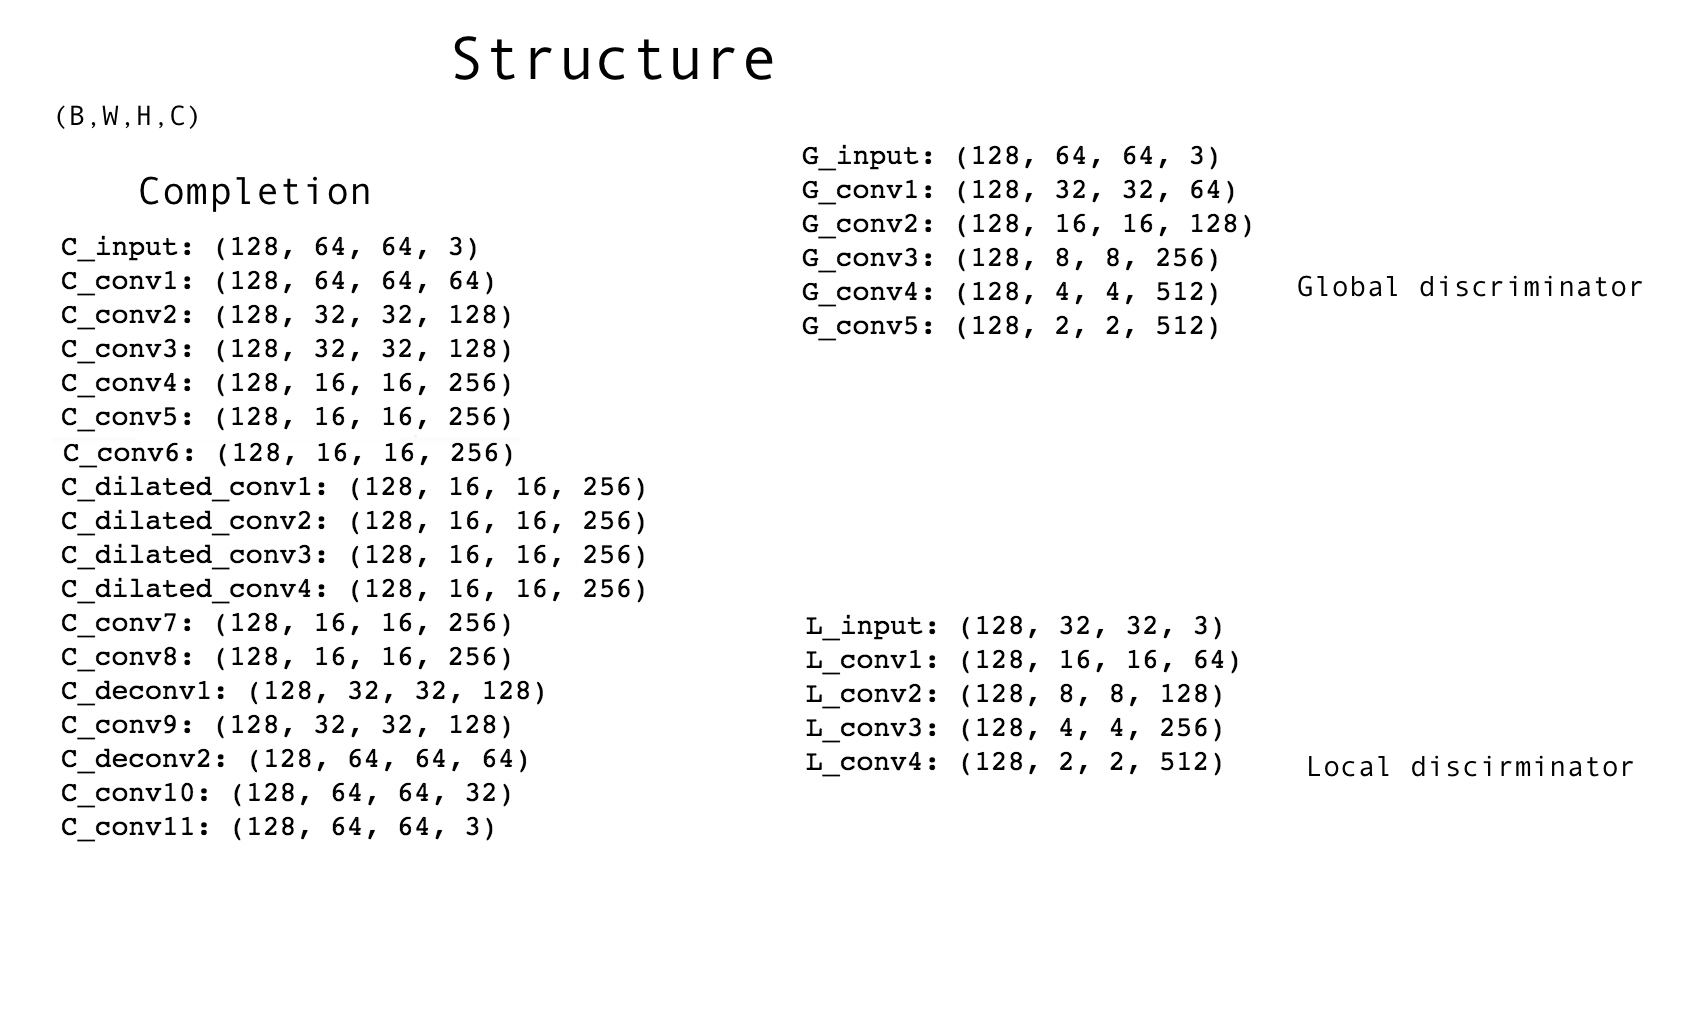 Structure
(B,W,H,C)
Completion
C_input: (128, 64, 64, 3)
C_conv1: (128, 64, 64, 64)
C_conv2: (128, 32, 32, 128)
C_conv3: (128, 32, 32, 128)
C_conv4: (128, 16, 16, 256)
C_conv5: (128, 16, 16, 256)
C_conv6: (128, 16, 16, 256)
C_dilated_conv1: (128, 16, 16, 256)
C_dilated_conv2: (128, 16, 16, 256)
C_dilated_conv3: (128, 16, 16, 256)
C_dilated_conv4: (128, 16, 16, 256)
C_conv7: (128, 16, 16, 256)
C_conv8: (128, 16, 16, 256)
C_deconv1: (128, 32, 32, 128)
C_conv9: (128, 32, 32, 128)
C_deconv2: (128, 64, 64, 64)
C_conv10: (128, 64, 64, 32)
C_conv11: (128, 64, 64, 3)
G_input: (128, 64, 64, 3)
G_conv1: (128, 32, 32, 64)
G_conv2: (128, 16, 16, 128)
G_conv3: (128, 8, 8, 256)
G_conv4: (128, 4, 4, 512)
G_conv5: (128, 2, 2, 512)
Global discriminator
L_input: (128, 32, 32, 3)
L_conv1: (128, 16, 16, 64)
L_conv2: (128, 8, 8, 128)
L_conv3: (128, 4, 4, 256)
L_conv4: (128, 2, 2, 512)
Local discirminator